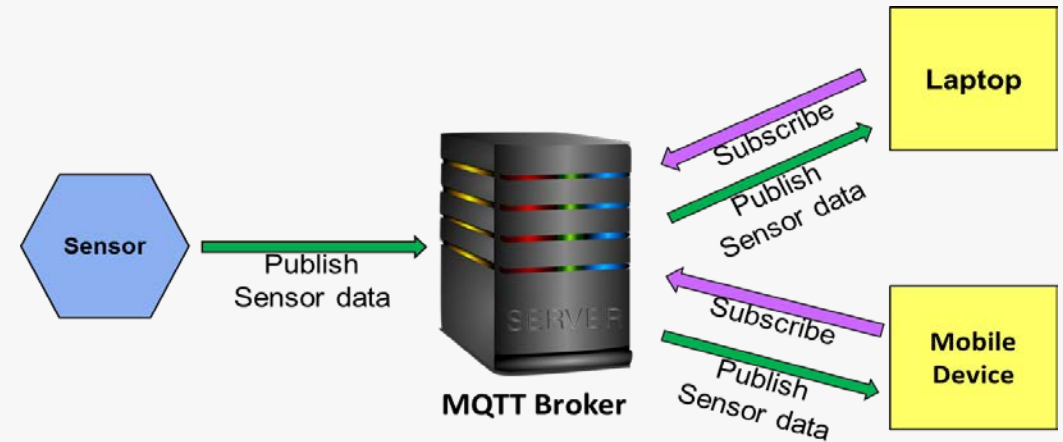 Sensor
Publish
Sensor data
SERVER
MQTT Broker
Subscribe
Publish
Sensor data
Laptop
Subscribe
Publish
Sensor data
Mobile
Device